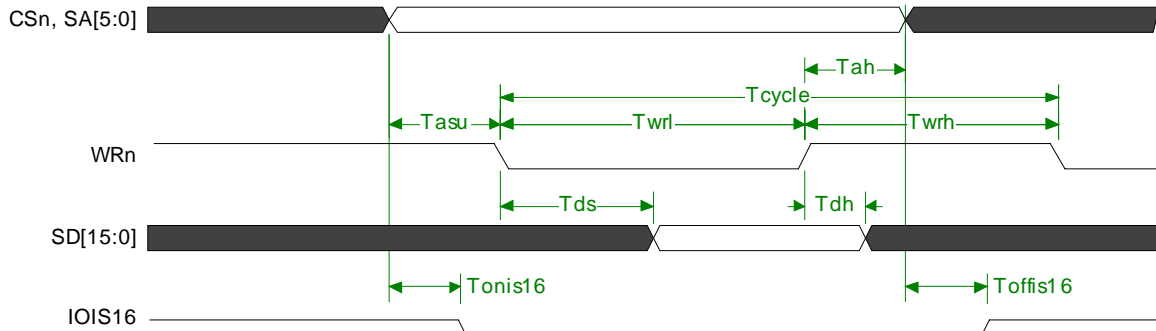 CSn, SA[5:0]
Tah
Tcycle
Tasu
Twrl
Twrh
WRn
Tds
Tdh
SD[15:0]
Tonis16
Toffis16
IOIS16